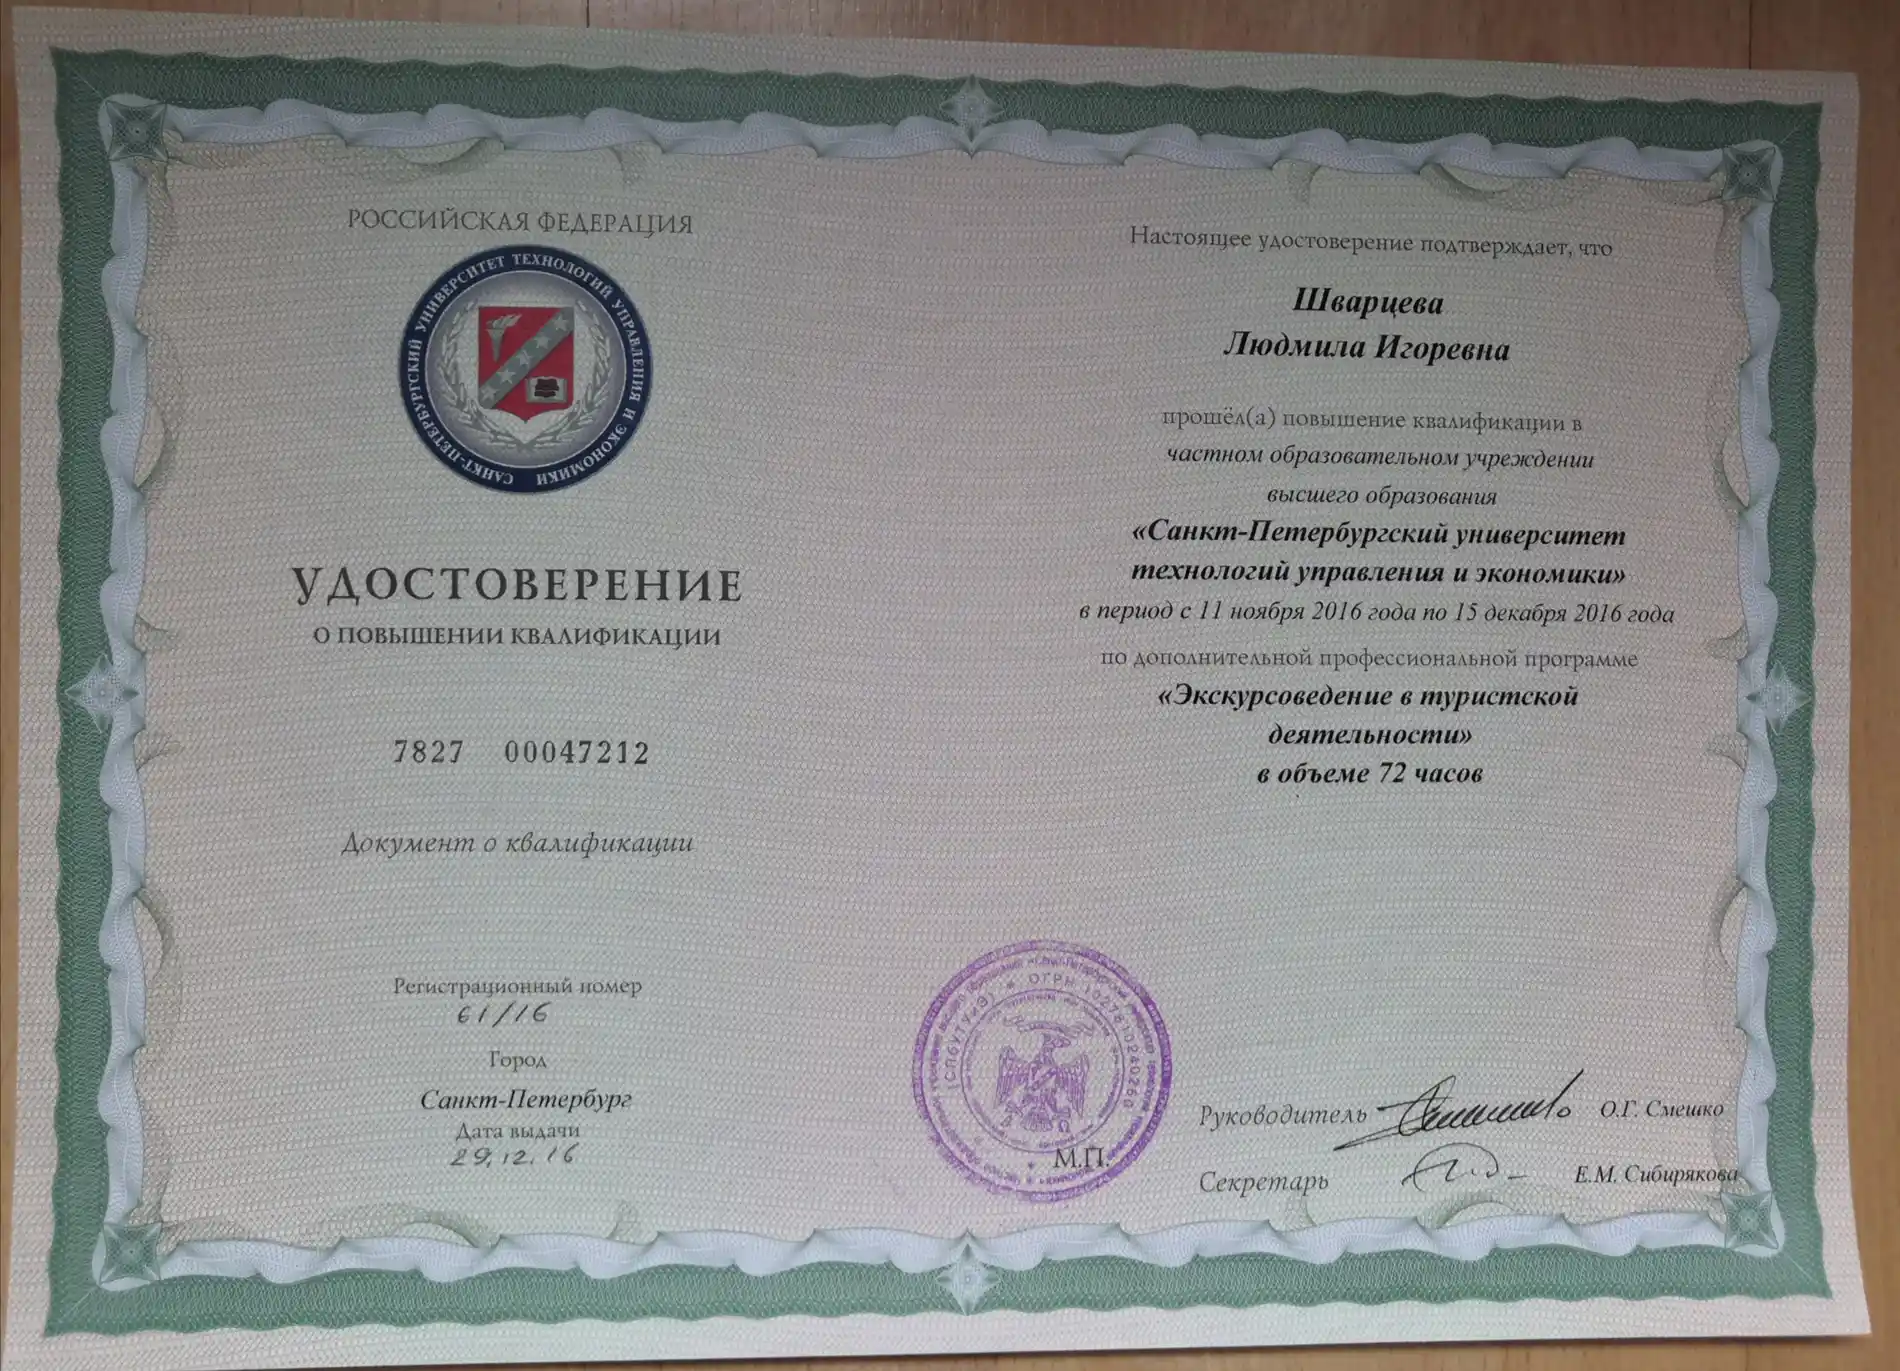 РОССИЙСКАЯ ФЕДЕРАЦИЯ
САНКТ-ПЕТЕРБУРГСКИЙ УНИВЕРСИТЕТ ТЕХНОЛОГИЙ УПРАВЛЕНИЯ И ЭКОНОМИКИ
УДОСТОВЕРЕНИЕ
О ПОВЫШЕНИИ КВАЛИФИКАЦИИ
7827 00047212
Документ о квалификации
Регистрационный номер
61/16
Город
Санкт-Петербург
Дата выдачи
29.12.16
Настоящее удостоверение подтверждает, что
Шварцева
Людмила Игоревна
прошёл(а) повышение квалификации в
частном образовательном учреждении
высшего образования
«Санкт-Петербургский университет
технологий управления и экономики»
в период с 11 ноября 2016 года по 15 декабря 2016 года
по дополнительной профессиональной программе
«Экскурсоведение в туристской
деятельности»
в объеме 72 часов
(СПбУТУиЭ) * ОГРН 1027810240260
М.П.
Руководитель О.Г. Смешко
Секретарь Е.М. Сибирякова